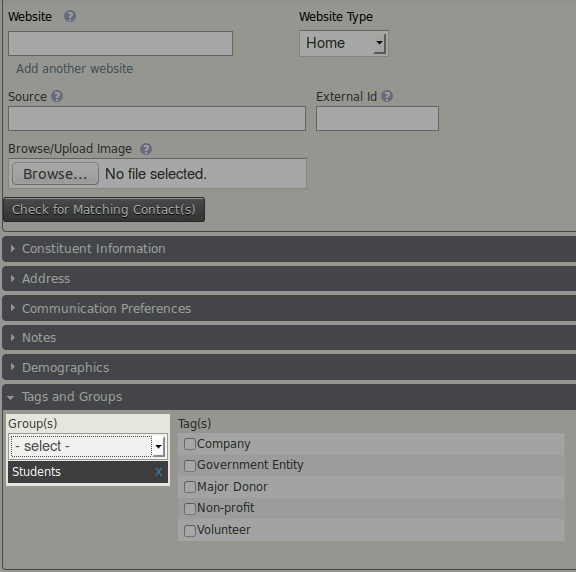 Website ? Website Type
Home
Add another website
Source ? External Id ?
Browse/Upload Image ?
Browse... No file selected.
Check for Matching Contact(s)
Constituent Information
Address
Communication Preferences
Notes
Demographics
Tags and Groups
Group(s) Tag(s)
- select - Company
Students X Government Entity
Major Donor
Non-profit
Volunteer